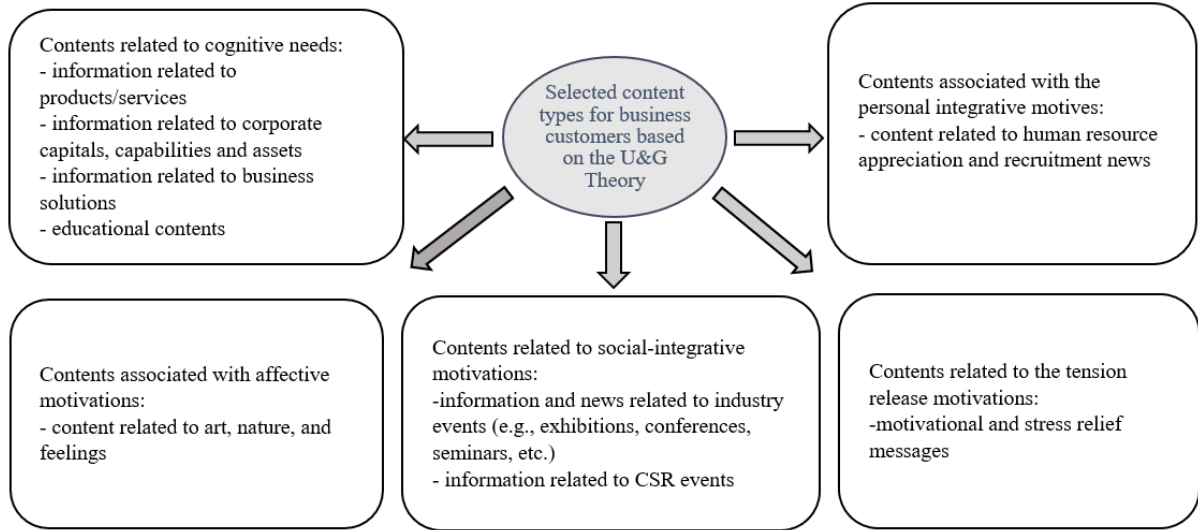 Contents related to cognitive needs:
- information related to
products/services
- information related to corporate
capitals, capabilities and assets
- information related to business
solutions
- educational contents
Selected content
types for business
customers based
on the U&G
Theory
Contents associated with the
personal integrative motives:
- content related to human resource
appreciation and recruitment news
Contents associated with affective
motivations:
- content related to art, nature, and
feelings
Contents related to social-integrative
motivations:
-information and news related to industry
events (e.g., exhibitions, conferences,
seminars, etc.)
- information related to CSR events
Contents related to the tension
release motivations:
-motivational and stress relief
messages